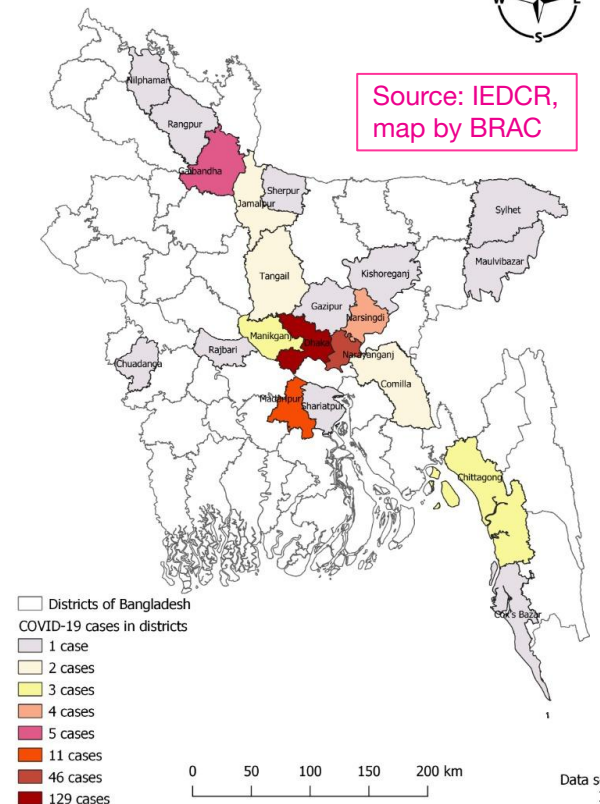 S
Source: IEDCR,
map by BRAC
Nilphamari
Rangpur
Gaibandha
Sherpur
Jamalpur
Sylhet
Maulvibazar
Tangail
Kishoreganj
Gazipur
Narsingdi
Manikganj
Dhaka
Narayanganj
Rajbari
Chuadanga
Comilla
Madaripur
Shariatpur
Chittagong
Cox's Bazar
Districts of Bangladesh
COVID-19 cases in districts
1 case
2 cases
3 cases
4 cases
5 cases
11 cases
46 cases
129 cases
0 50 100 150 200 km